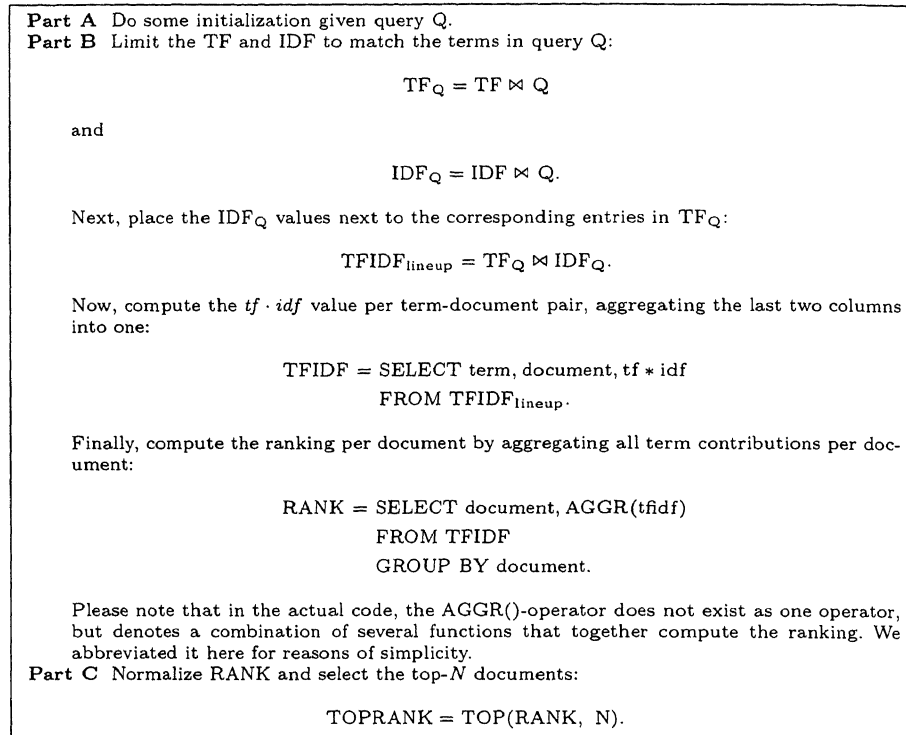 Part A Do some initialization given query Q.
Part B Limit the TF and IDF to match the terms in query Q:
TF_Q = TF ⋈ Q
and
IDF_Q = IDF ⋈ Q.
Next, place the IDF_Q values next to the corresponding entries in TF_Q:
TFIDF_lineup = TF_Q ⋈ IDF_Q.
Now, compute the tf · idf value per term-document pair, aggregating the last two columns
into one:
TFIDF = SELECT term, document, tf * idf
FROM TFIDF_lineup.
Finally, compute the ranking per document by aggregating all term contributions per doc-
ument:
RANK = SELECT document, AGGR(tfidf)
FROM TFIDF
GROUP BY document.
Please note that in the actual code, the AGGR()-operator does not exist as one operator,
but denotes a combination of several functions that together compute the ranking. We
abbreviated it here for reasons of simplicity.
Part C Normalize RANK and select the top-N documents:
TOPRANK = TOP(RANK, N).